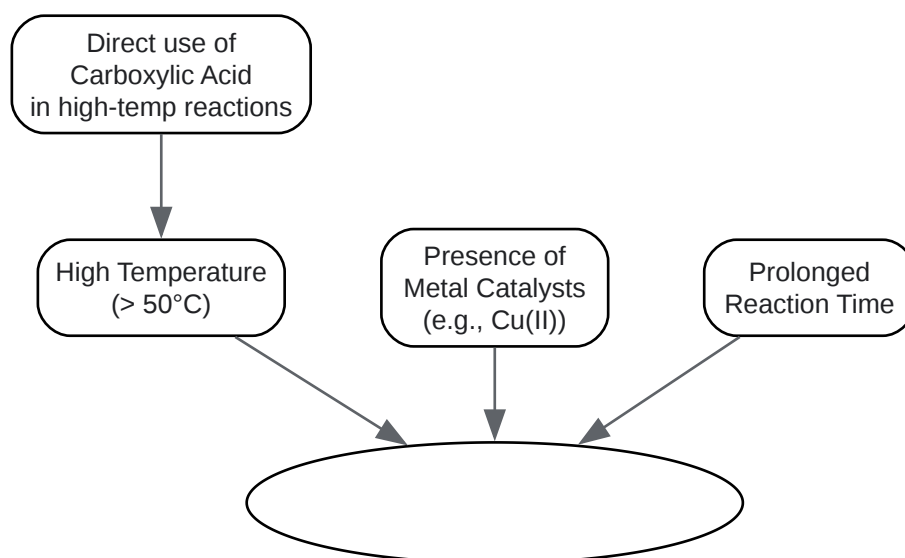 Direct use of
Carboxylic Acid
in high-temp reactions
High Temperature
(> 50°C)
Presence of
Metal Catalysts
(e.g., Cu(II))
Prolonged
Reaction Time